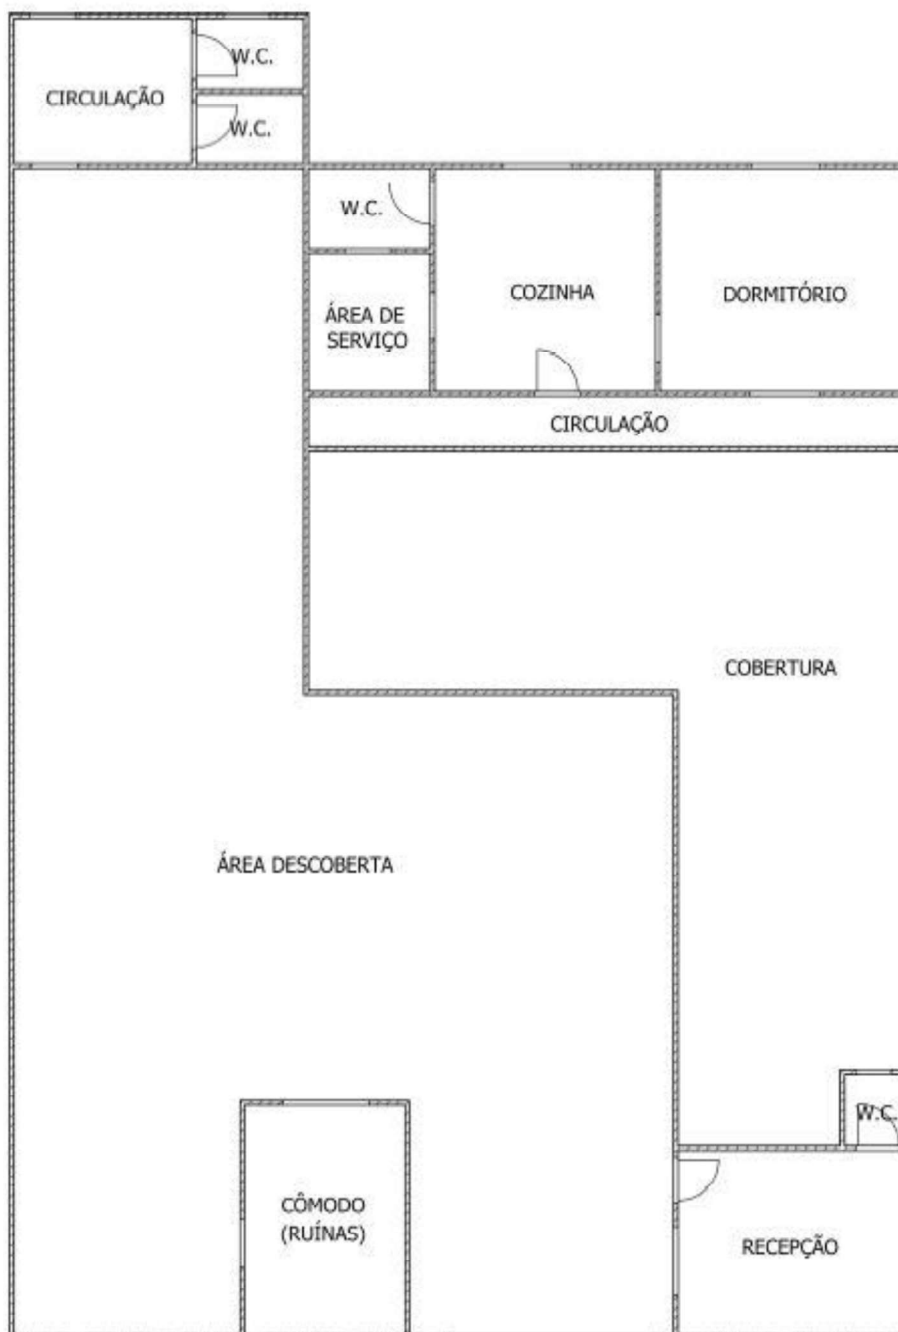 W.C.
CIRCULAÇÃO
W.C.
W.C.
COZINHA
DORMITÓRIO
ÁREA DE
SERVIÇO
CIRCULAÇÃO
COBERTURA
ÁREA DESCOBERTA
W.C.
CÔMODO
(RUÍNAS)
RECEPÇÃO